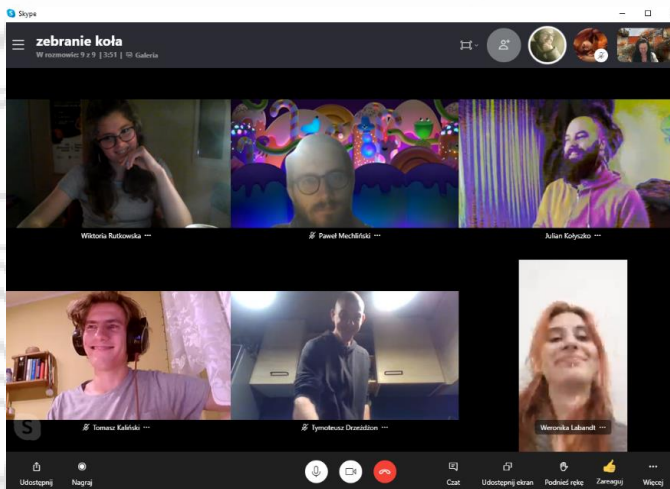 Skype
zebranie koła
W rozmowie: 9 z 9 | 3:51 | Galeria
Wiktoria Rutkowska
Paweł Mechliński
Julian Kołyszko
Tomasz Kaliński
Tymoteusz Drzeżdżon
Weronika Labandt
S
Udostępnij
Nagraj
Czat
Udostępnij ekran
Podnieś rękę
Zareaguj
Więcej